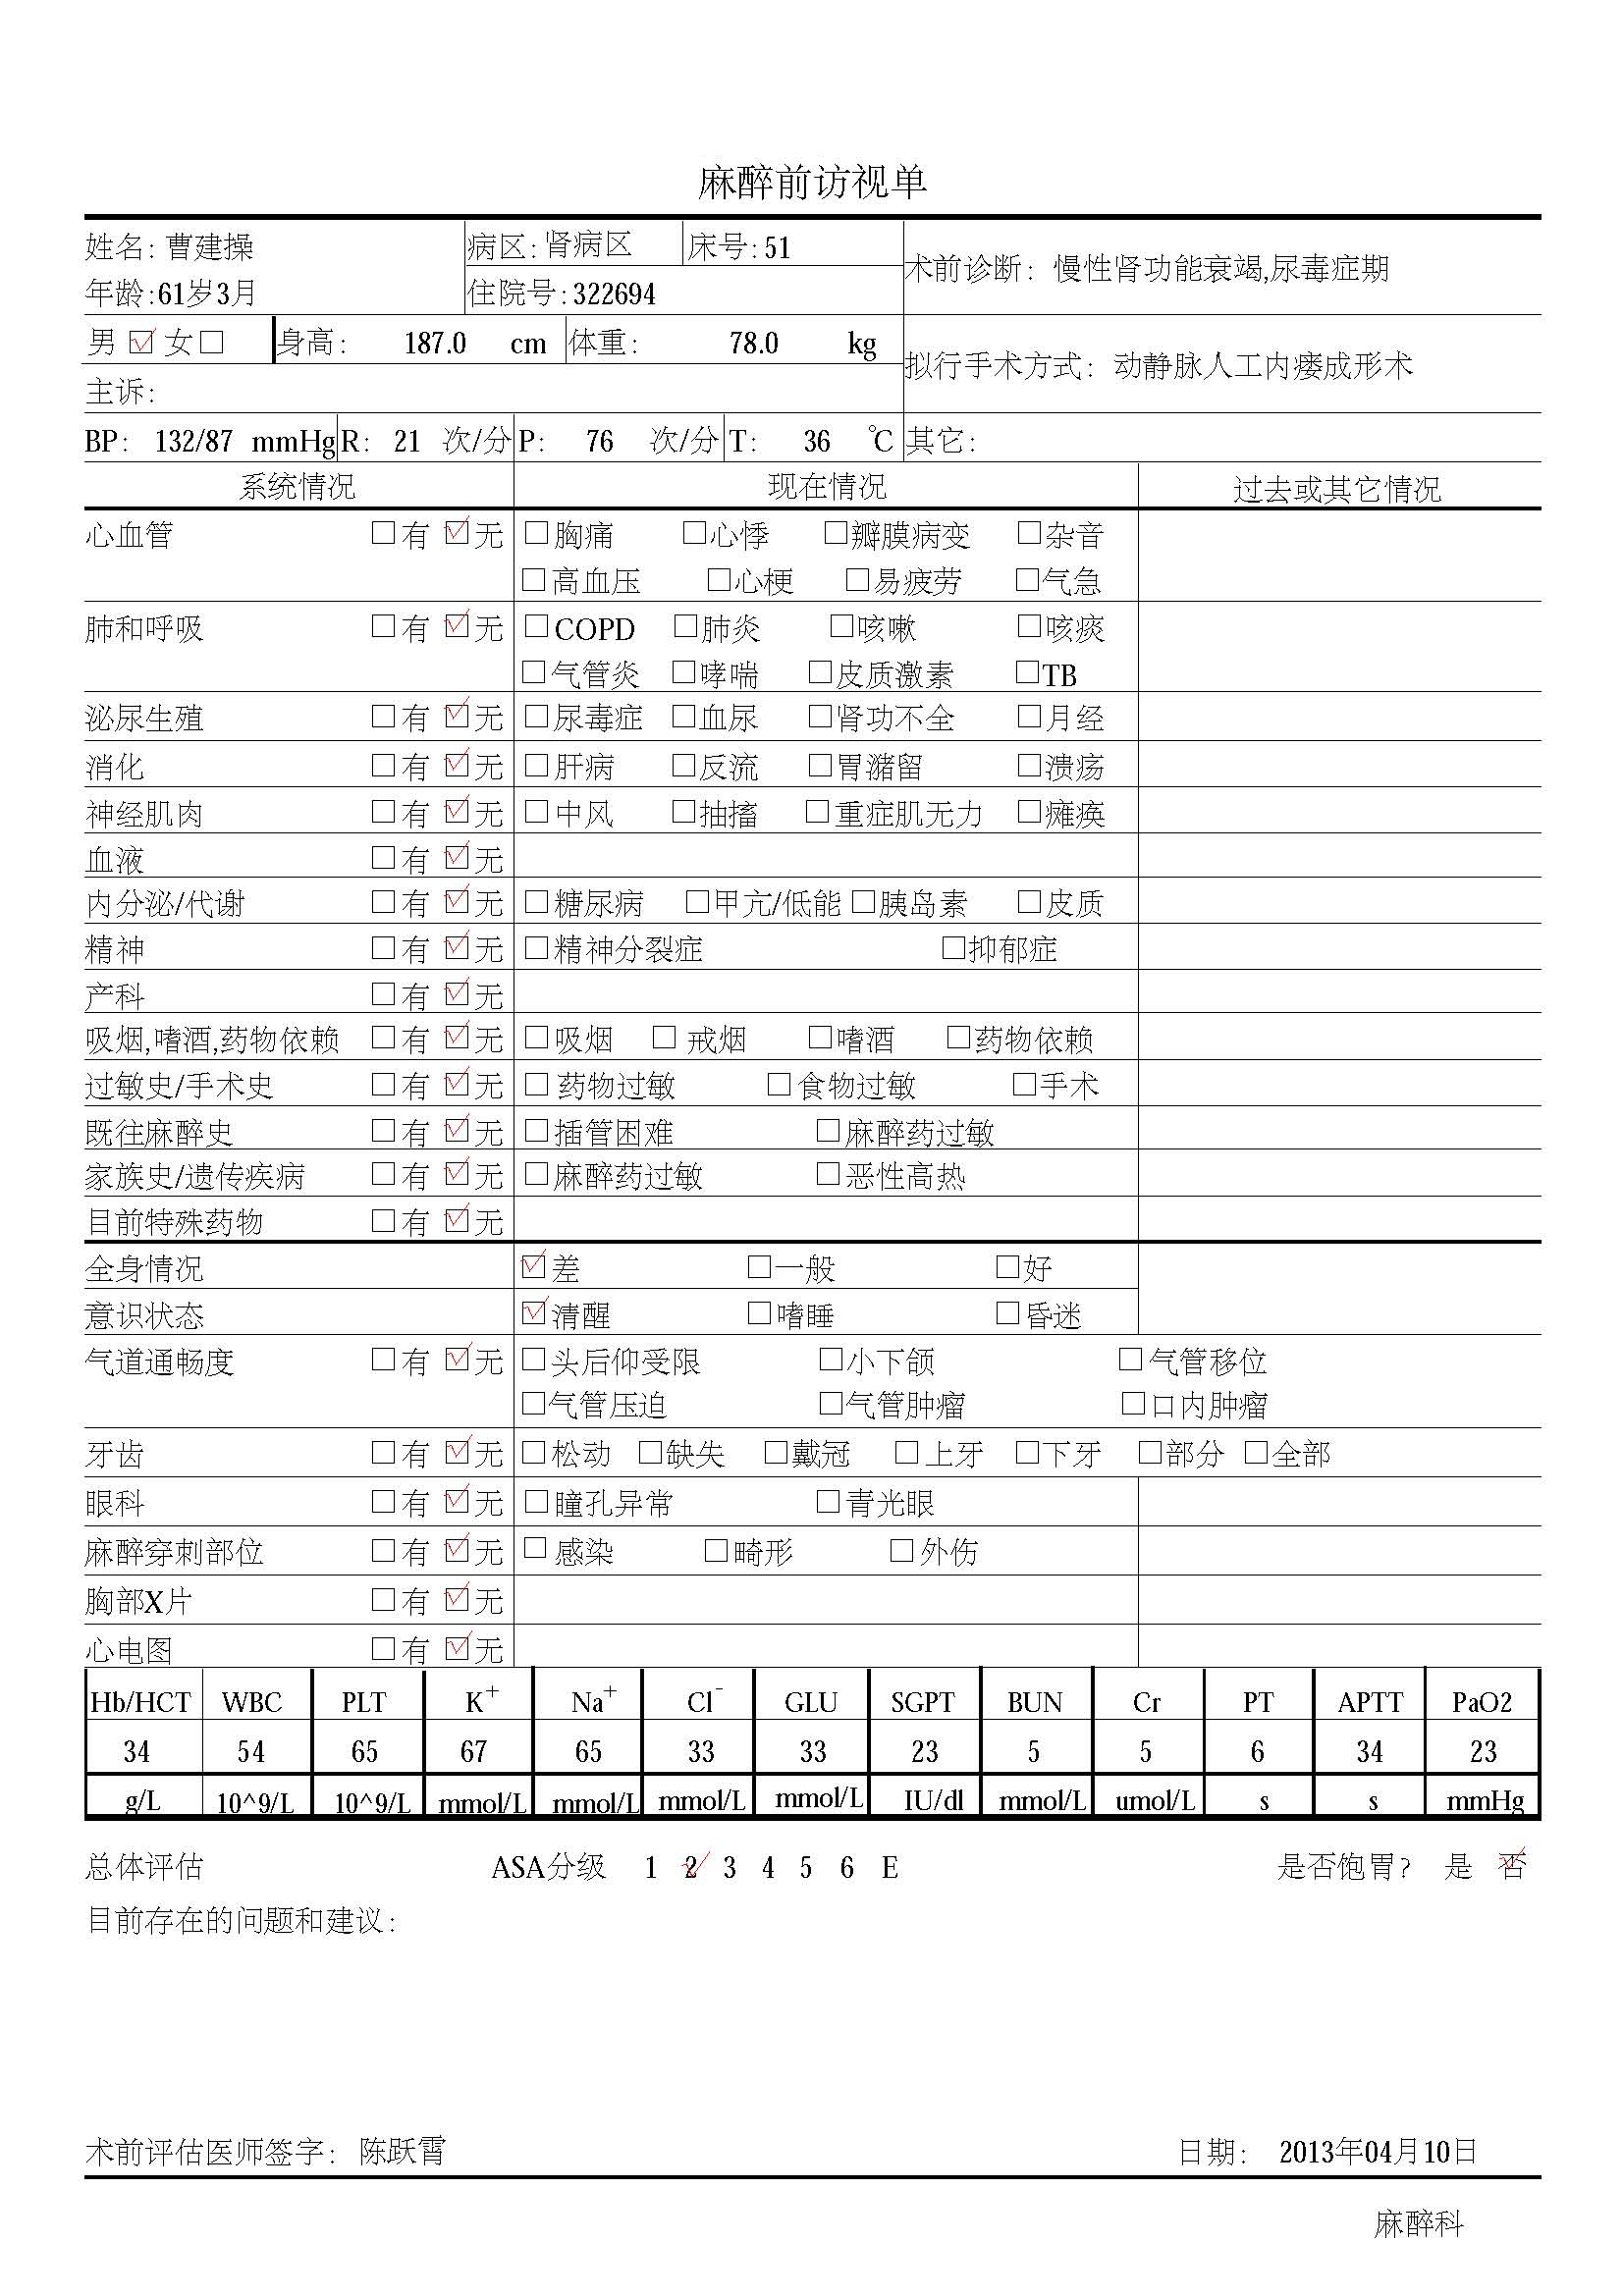 麻醉前访视单
姓名: 曹建操 病区: 肾病区 床号: 51
术前诊断: 慢性肾功能衰竭,尿毒症期
年龄:61岁3月 住院号:322694
男 ☑ 女 □ 身高: 187.0 cm 体重: 78.0 kg
拟行手术方式: 动静脉人工内瘘成形术
主诉:
BP: 132/87 mmHg R: 21 次/分 P: 76 次/分 T: 36 ℃ 其它:
系统情况 现在情况 过去或其它情况
心血管 □有 ☑无 □胸痛 □心悸 □瓣膜病变 □杂音
□高血压 □心梗 □易疲劳 □气急
肺和呼吸 □有 ☑无 □COPD □肺炎 □咳嗽 □咳痰
□气管炎 □哮喘 □皮质激素 □TB
泌尿生殖 □有 ☑无 □尿毒症 □血尿 □肾功不全 □月经
消化 □有 ☑无 □肝病 □反流 □胃潴留 □溃疡
神经肌肉 □有 ☑无 □中风 □抽搐 □重症肌无力 □瘫痪
血液 □有 ☑无
内分泌/代谢 □有 ☑无 □糖尿病 □甲亢/低能 □胰岛素 □皮质
精神 □有 ☑无 □精神分裂症 □抑郁症
产科 □有 ☑无
吸烟,嗜酒,药物依赖 □有 ☑无 □吸烟 □戒烟 □嗜酒 □药物依赖
过敏史/手术史 □有 ☑无 □药物过敏 □食物过敏 □手术
既往麻醉史 □有 ☑无 □插管困难 □麻醉药过敏
家族史/遗传疾病 □有 ☑无 □麻醉药过敏 □恶性高热
目前特殊药物 □有 ☑无
全身情况 ☑差 □一般 □好
意识状态 ☑清醒 □嗜睡 □昏迷
气道通畅度 □有 ☑无 □头后仰受限 □小下颌 □气管移位
□气管压迫 □气管肿瘤 □口内肿瘤
牙齿 □有 ☑无 □松动 □缺失 □戴冠 □上牙 □下牙 □部分 □全部
眼科 □有 ☑无 □瞳孔异常 □青光眼
麻醉穿刺部位 □有 ☑无 □感染 □畸形 □外伤
胸部X片 □有 ☑无
心电图 □有 ☑无
Hb/HCT WBC PLT K+ Na+ Cl- GLU SGPT BUN Cr PT APTT PaO2
34 54 65 67 65 33 33 23 5 5 6 34 23
g/L 10^9/L 10^9/L mmol/L mmol/L mmol/L mmol/L IU/dl mmol/L umol/L s s mmHg
总体评估 ASA分级 1 2 3 4 5 6 E 是否饱胃? 是 否
目前存在的问题和建议:
术前评估医师签字: 陈跃霄 日期: 2013年04月10日
麻醉科